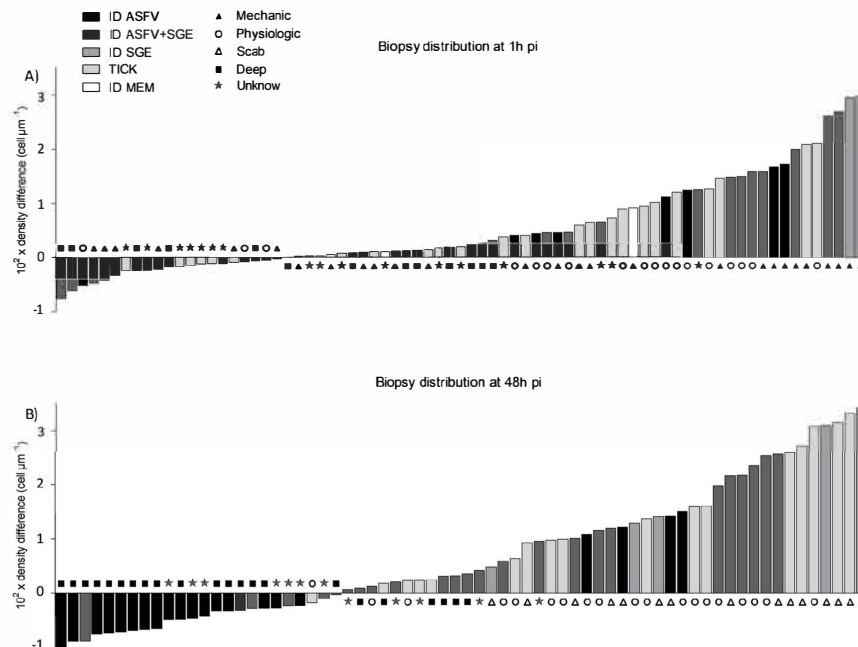 ID ASFV
ID ASFV+SGE
ID SGE
TICK
ID MEM
Mechanic
Physiologic
Scab
Deep
Unknow
Biopsy distribution at 1h pi
A)
3
2
1
0
-1
10² x density différence (cell µm⁻¹)
Biopsy distribution at 48h pi
B)
3
2
1
0
-1
10² x density difference (cell µm⁻¹)